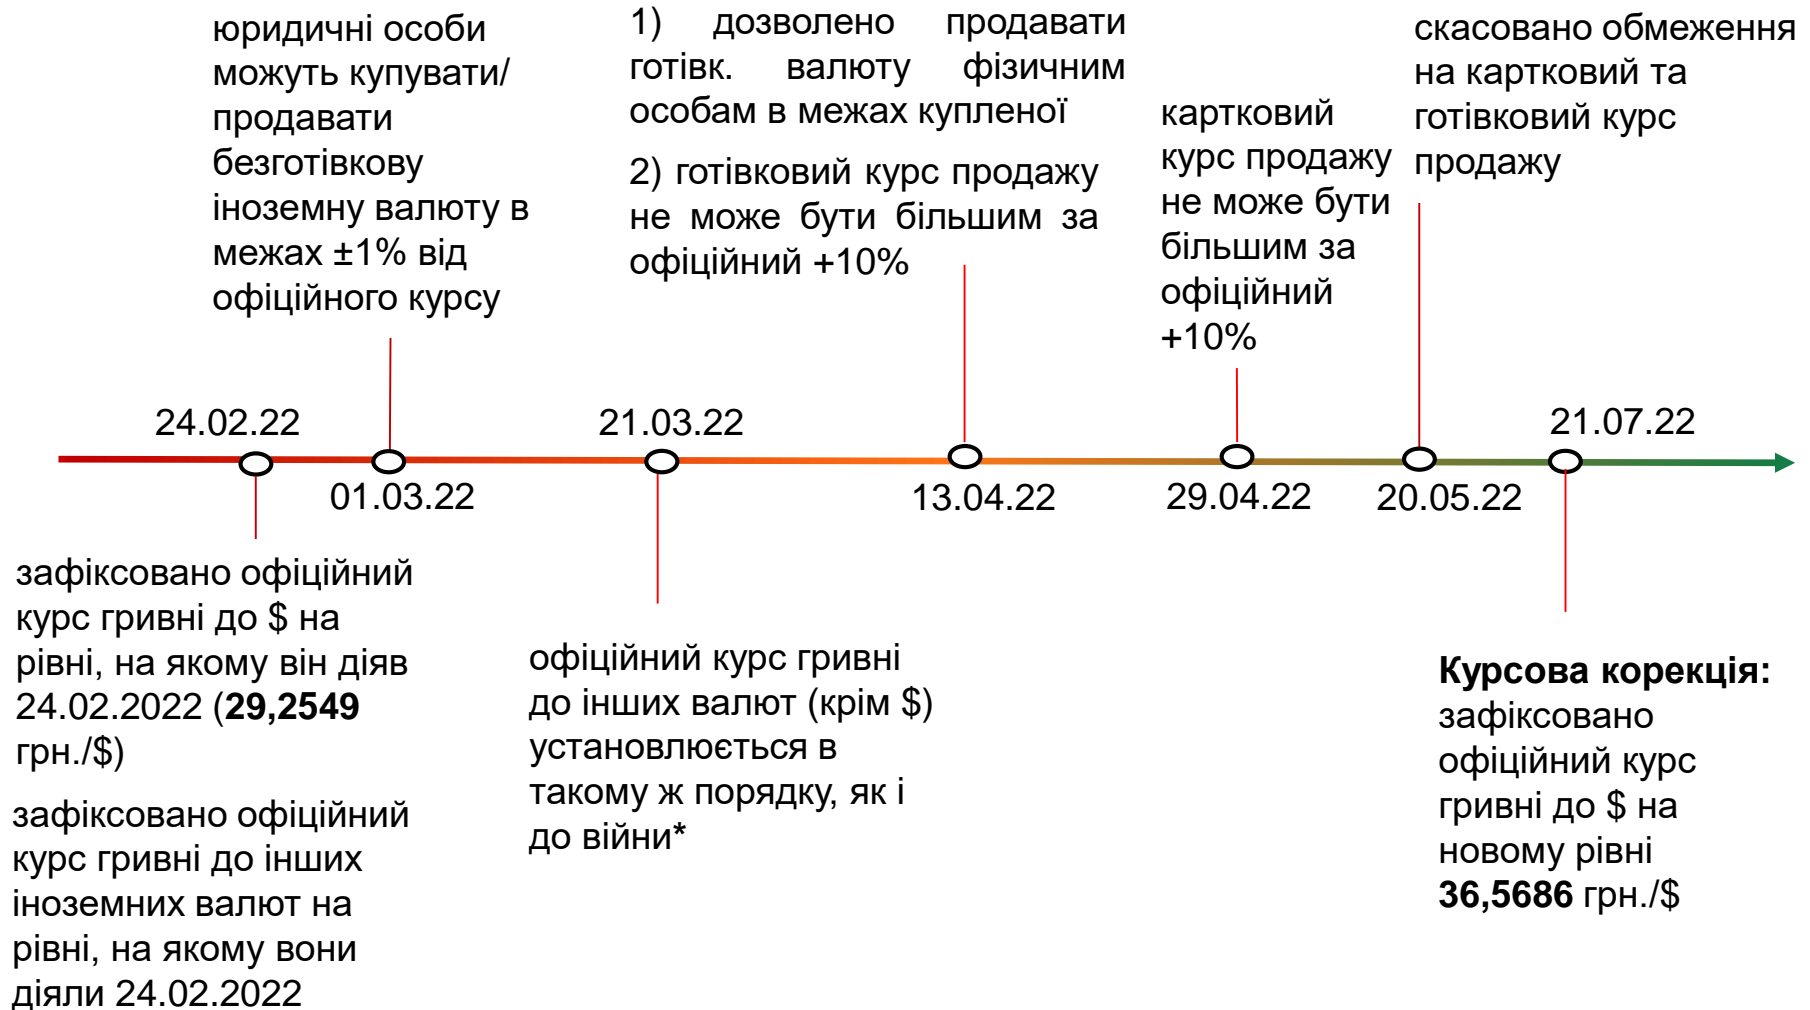 юридичні особи
можуть купувати/
продавати
безготівкову
іноземну валюту в
межах ±1% від
офіційного курсу
1) дозволено продавати
готівк. валюту фізичним
особам в межах купленої
2) готівковий курс продажу
не може бути більшим за
офіційний +10%
картковий
курс продажу
не може бути
більшим за
офіційний
+10%
скасовано обмеження
на картковий та
готівковий курс
продажу
24.02.22
21.03.22
21.07.22
01.03.22
13.04.22
29.04.22
20.05.22
зафіксовано офіційний
курс гривні до $ на
рівні, на якому він діяв
24.02.2022 (29,2549
грн./$)
зафіксовано офіційний
курс гривні до інших
іноземних валют на
рівні, на якому вони
діяли 24.02.2022
офіційний курс гривні
до інших валют (крім $)
установлюється в
такому ж порядку, як і
до війни*
Курсова корекція:
зафіксовано
офіційний курс
гривні до $ на
новому рівні
36,5686 грн./$